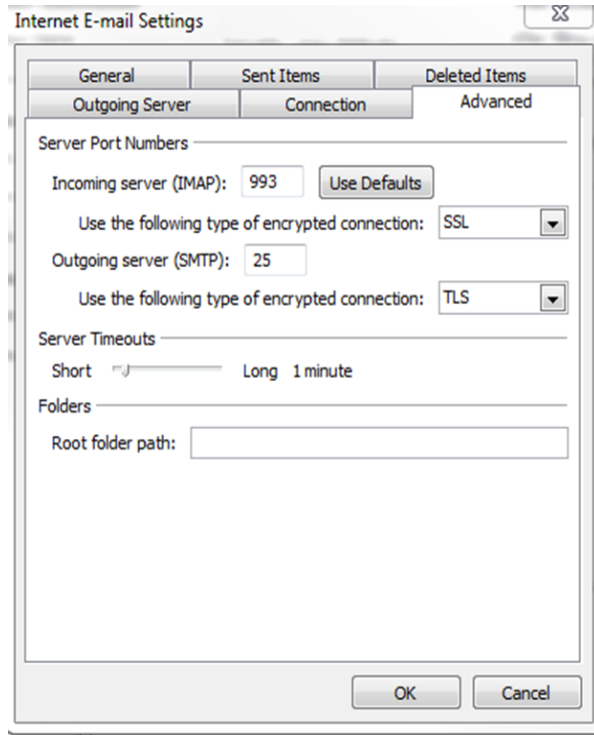 Internet E-mail Settings
General Sent Items Deleted Items
Outgoing Server Connection Advanced
Server Port Numbers
Incoming server (IMAP): 993 Use Defaults
Use the following type of encrypted connection: SSL
Outgoing server (SMTP): 25
Use the following type of encrypted connection: TLS
Server Timeouts
Short Long 1 minute
Folders
Root folder path:
OK Cancel